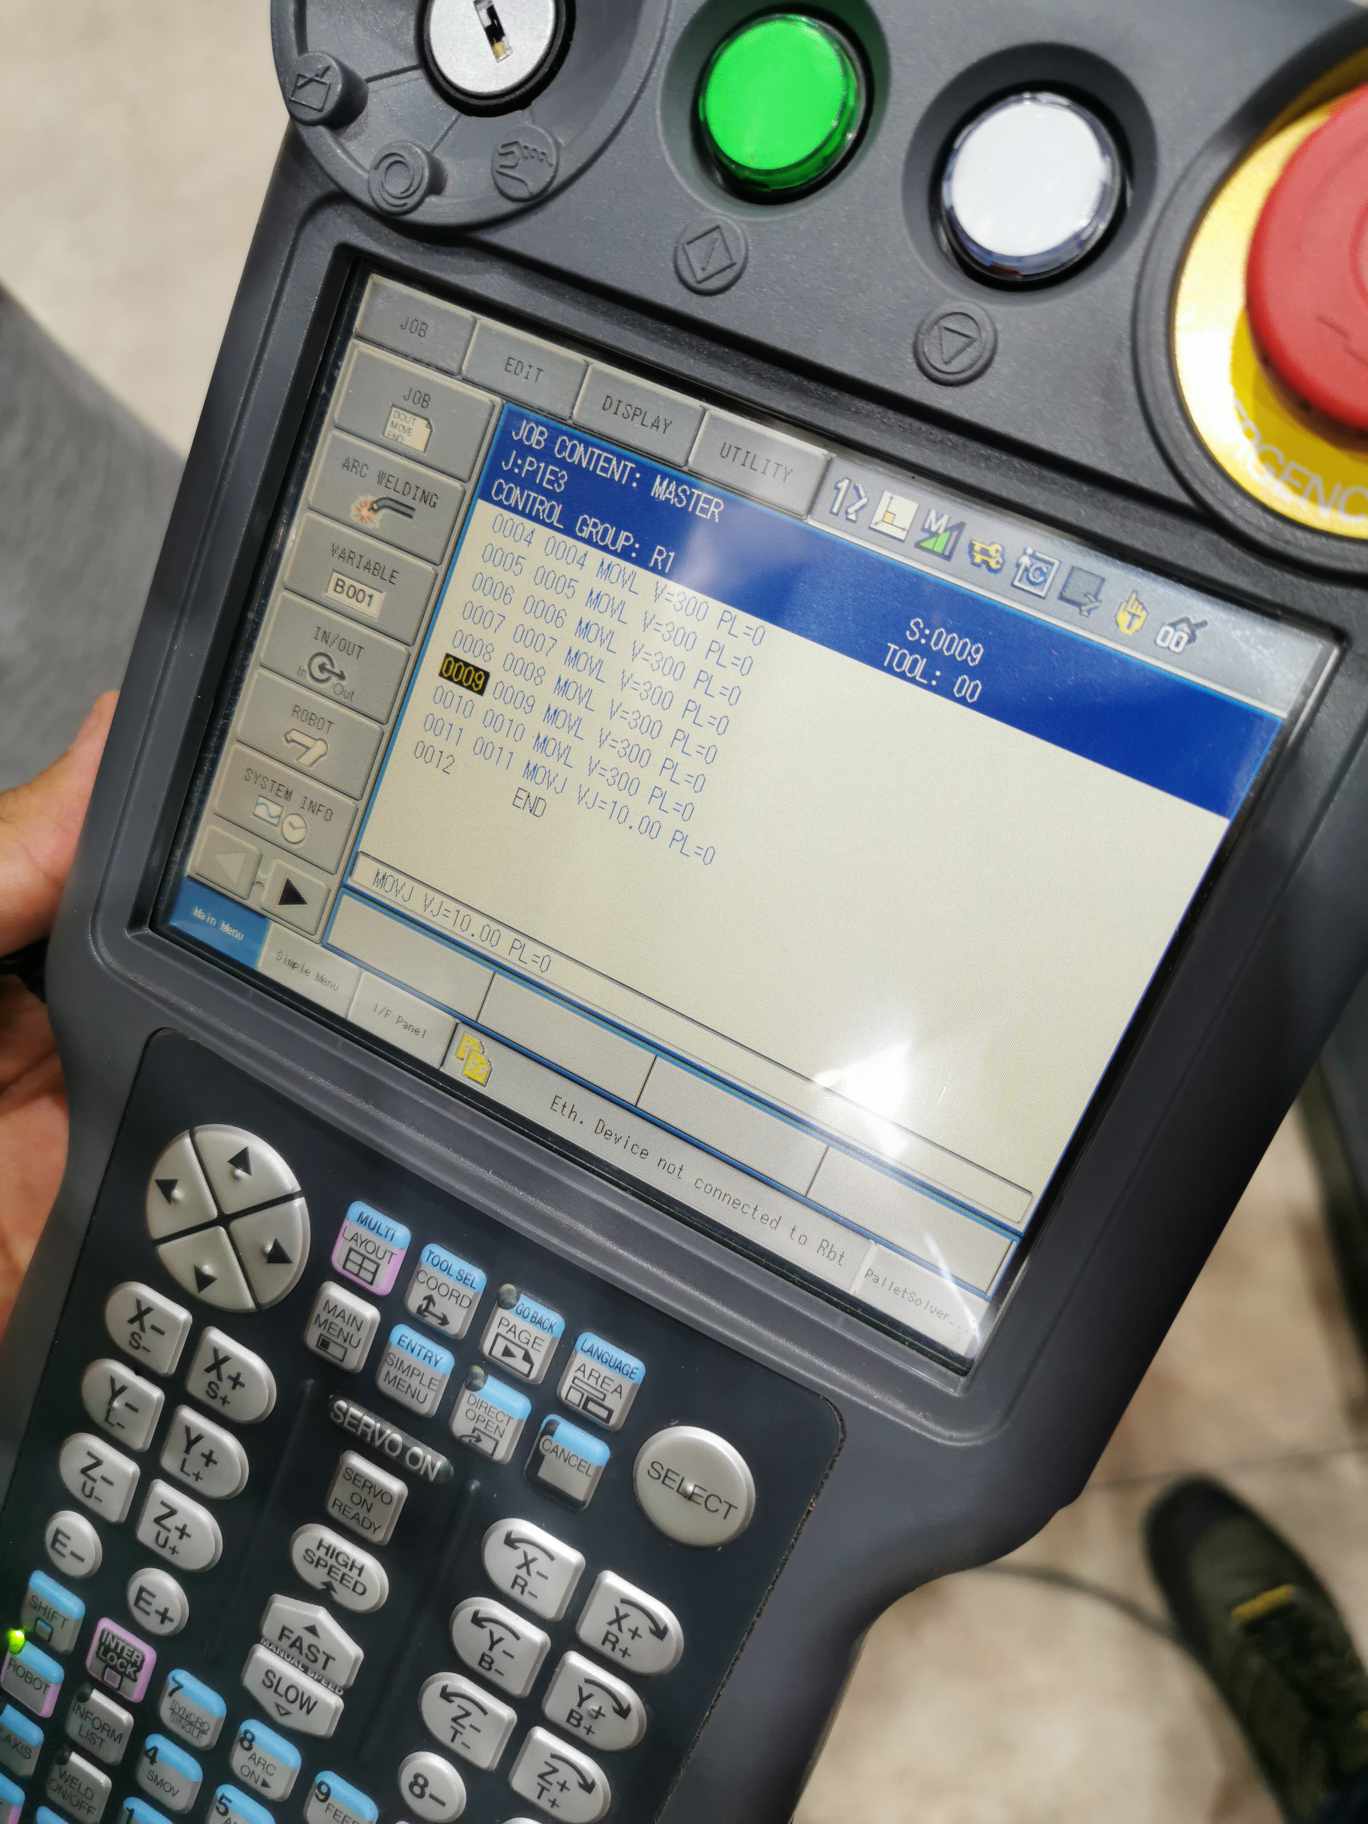 JOB
EDIT
DISPLAY
UTILITY
JOB
DOUT
MOVE
END
ARC WELDING
VARIABLE
B001
IN/OUT
In
Out
ROBOT
SYSTEM INFO
JOB CONTENT: MASTER
J:P1E3
S:0009
CONTROL GROUP: R1
TOOL: 00
0004 0004 MOVL V=300 PL=0
0005 0005 MOVL V=300 PL=0
0006 0006 MOVL V=300 PL=0
0007 0007 MOVL V=300 PL=0
0008 0008 MOVL V=300 PL=0
0009 0009 MOVL V=300 PL=0
0010 0010 MOVL V=300 PL=0
0011 0011 MOVJ VJ=10.00 PL=0
0012 END
MOVJ VJ=10.00 PL=0
Main Menu
Simple Menu
I/F Panel
Eth. Device not connected to Rbt
PalletSolver...
MULTI
LAYOUT
TOOL SEL
COORD
GO BACK
PAGE
LANGUAGE
AREA
MAIN
MENU
ENTRY
SIMPLE
MENU
DIRECT
OPEN
CANCEL
SELECT
X-
S-
X+
S+
Y-
L-
Y+
L+
Z-
U-
Z+
U+
E-
E+
SERVO ON
SERVO
ON
READY
HIGH
SPEED
FAST
MANUAL SPEED
SLOW
X-
R-
X+
R+
Y-
B-
Y+
B+
Z-
T-
Z+
T+
8-
SHIFT
INTER
LOCK
ROBOT
INFORM
LIST
7
8
ARC
ON
9
FEED
AXIS
WELD
ON/OFF
4
SMOV
1
5